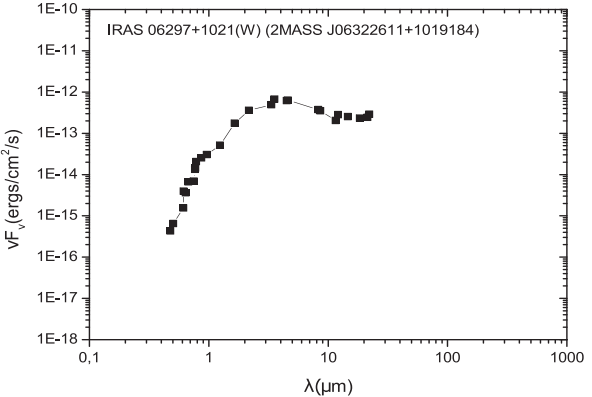 IRAS 06297+1021(W) (2MASS J06322611+1019184)
νFν(ergs/cm²/s)
1E-10
1E-11
1E-12
1E-13
1E-14
1E-15
1E-16
1E-17
1E-18
0,1
1
10
100
1000
λ(μm)